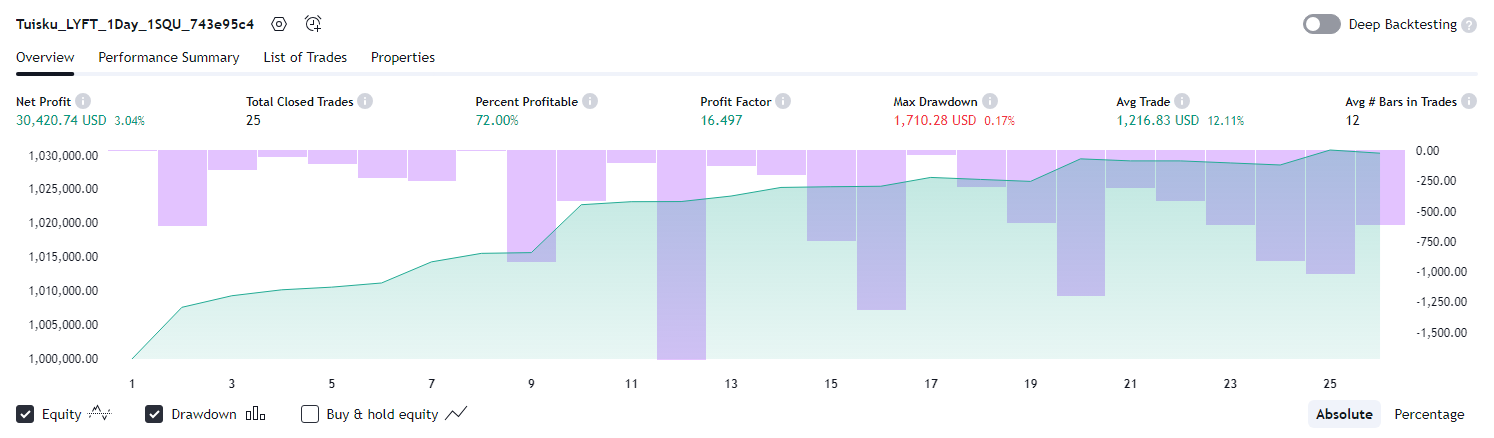 Tuisku_LYFT_1Day_1SQU_743e95c4 Deep Backtesting ?
Overview Performance Summary List of Trades Properties
Net Profit Total Closed Trades Percent Profitable Profit Factor Max Drawdown Avg Trade Avg # Bars in Trades
30,420.74 USD 3.04% 25 72.00% 16.497 1,710.28 USD 0.17% 1,216.83 USD 12.11% 12
1,030,000.00 0.00
1,025,000.00 -250.00
1,020,000.00 -500.00
1,015,000.00 -750.00
1,010,000.00 -1,000.00
1,005,000.00 -1,250.00
1,000,000.00 -1,500.00
1 3 5 7 9 11 13 15 17 19 21 23 25
Equity Drawdown Buy & hold equity Absolute Percentage